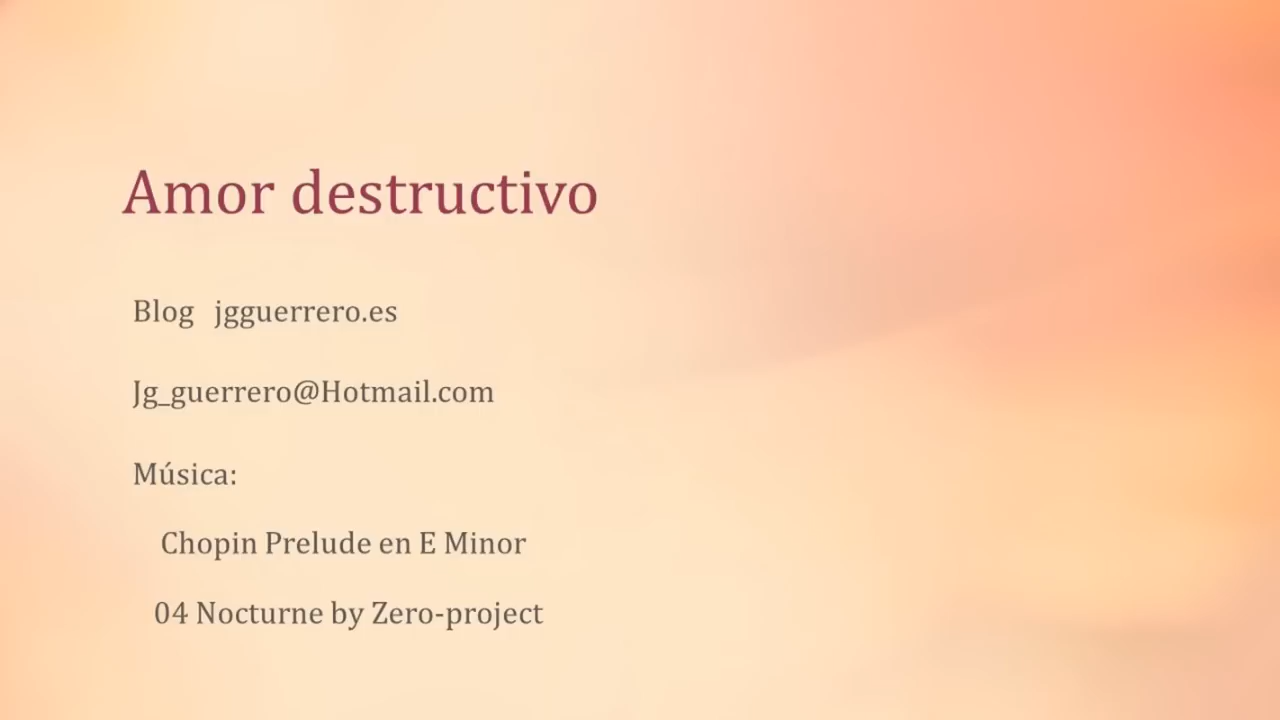 Amor destructivo
Blog jgguerrero.es
Jg_guerrero@Hotmail.com
Música:
Chopin Prelude en E Minor
04 Nocturne by Zero-project